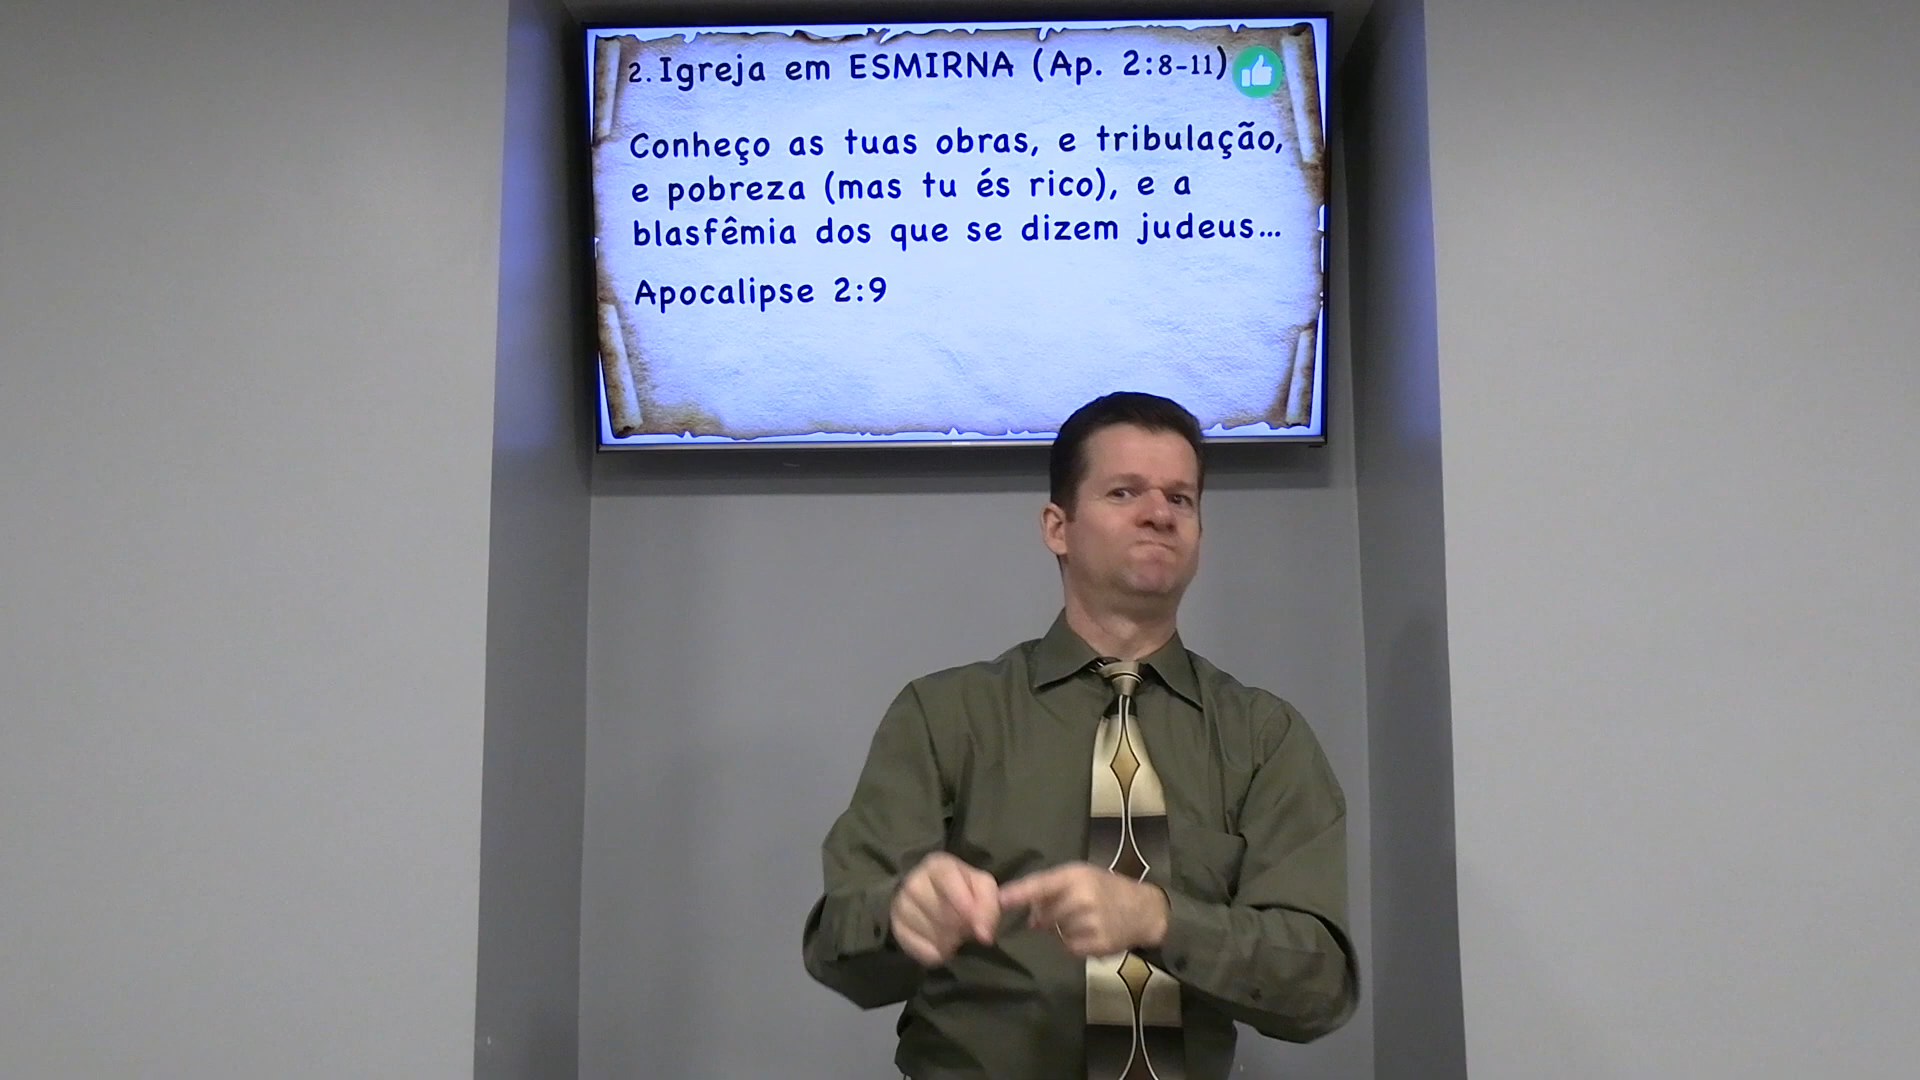 2. Igreja em ESMIRNA (Ap. 2:8-11)
Conheço as tuas obras, e tribulação,
e pobreza (mas tu és rico), e a
blasfêmia dos que se dizem judeus...
Apocalipse 2:9